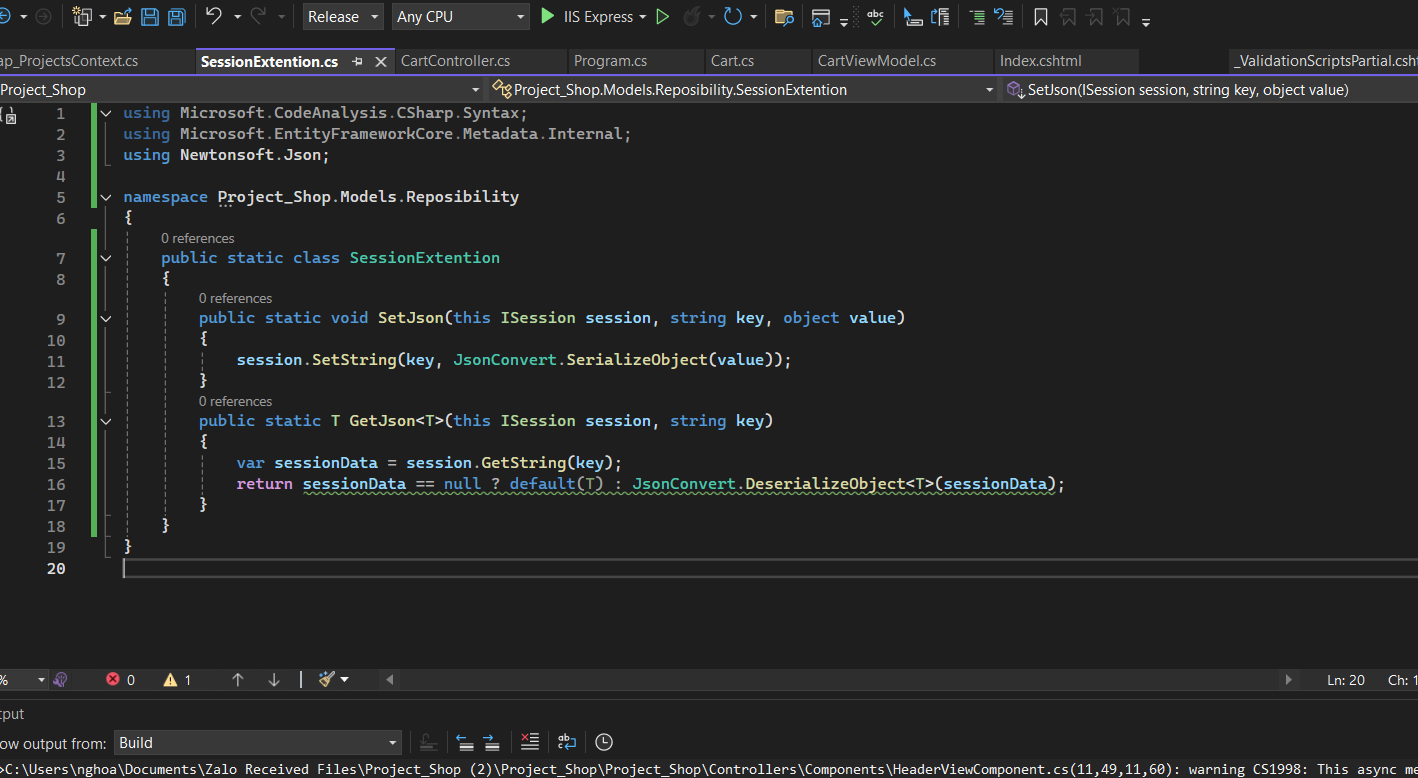 Release
Any CPU
IIS Express
abc
ap_ProjectsContext.cs
SessionExtention.cs
CartController.cs
Program.cs
Cart.cs
CartViewModel.cs
Index.cshtml
_ValidationScriptsPartial.csht
Project_Shop
Project_Shop.Models.Reposibility.SessionExtention
SetJson(ISession session, string key, object value)
1 using Microsoft.CodeAnalysis.CSharp.Syntax;
2 using Microsoft.EntityFrameworkCore.Metadata.Internal;
3 using Newtonsoft.Json;
4
5 namespace Project_Shop.Models.Reposibility
6 {
0 references
7 public static class SessionExtention
8 {
0 references
9 public static void SetJson(this ISession session, string key, object value)
10 {
11 session.SetString(key, JsonConvert.SerializeObject(value));
12 }
0 references
13 public static T GetJson<T>(this ISession session, string key)
14 {
15 var sessionData = session.GetString(key);
16 return sessionData == null ? default(T) : JsonConvert.DeserializeObject<T>(sessionData);
17 }
18 }
19 }
20
%
0
1
Ln: 20
Ch: 1
tput
ow output from:
Build
>C:\Users\nghoa\Documents\Zalo Received Files\Project_Shop (2)\Project_Shop\Project_Shop\Controllers\Components\HeaderViewComponent.cs(11,49,11,60): warning CS1998: This async me